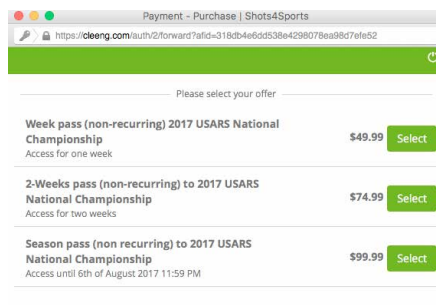 Payment - Purchase | Shots4Sports
https://cleeng.com/auth/2/forward?afid=318db4e6dd538e4298078ea98d7efe52
Please select your offer
Week pass (non-recurring) 2017 USARS National
Championship
Access for one week
$49.99 Select
2-Weeks pass (non-recurring) to 2017 USARS
National Championship
Access for two weeks
$74.99 Select
Season pass (non recurring) to 2017 USARS
National Championship
Access until 6th of August 2017 11:59 PM
$99.99 Select